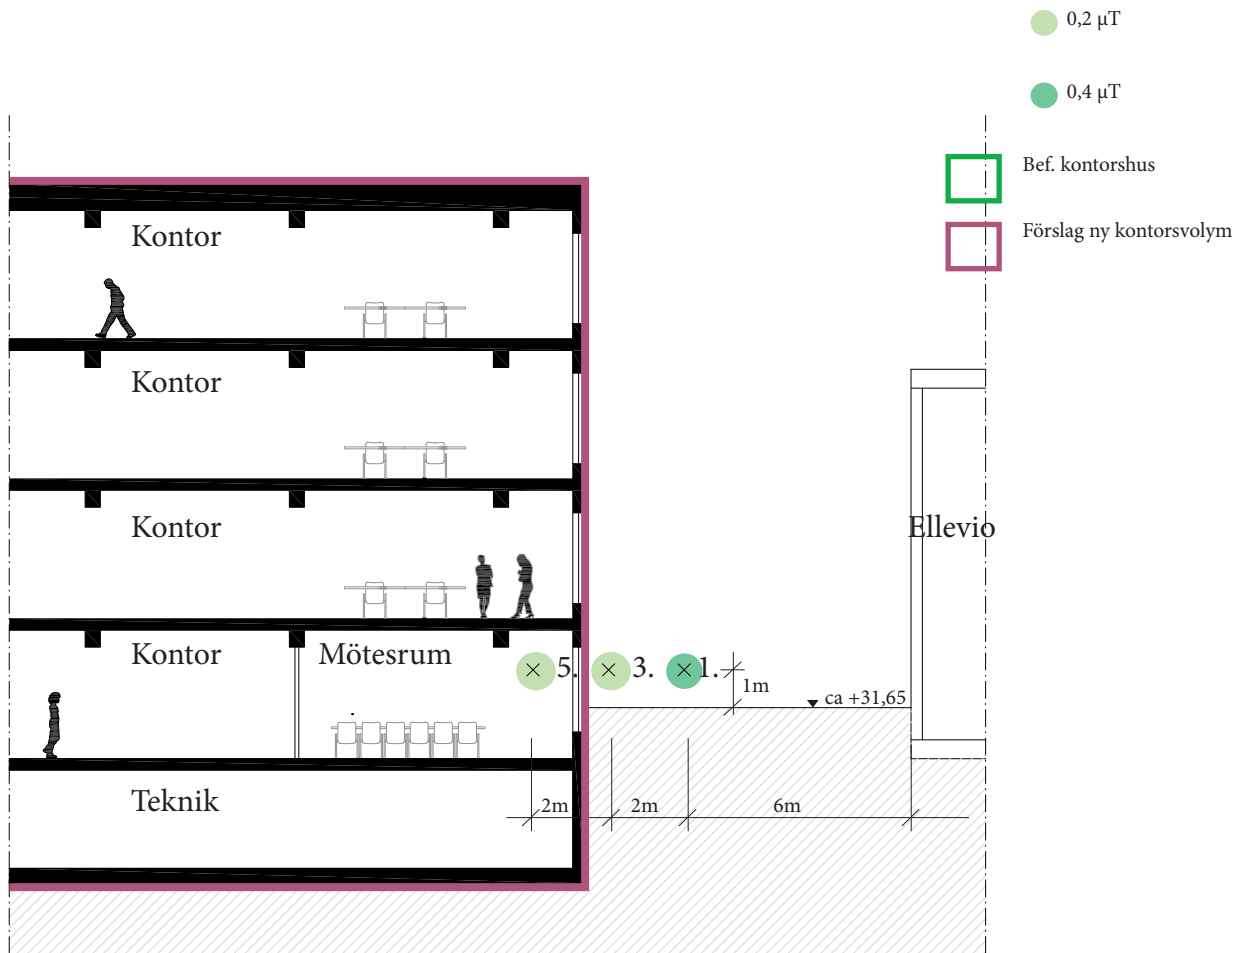 0,2 µT
0,4 µT
Bef. kontorshus
Förslag ny kontorsvolym
Kontor
Kontor
Kontor
Ellevio
Kontor
Mötesrum
5.
3.
1.
1m
ca +31,65
Teknik
2m
2m
6m